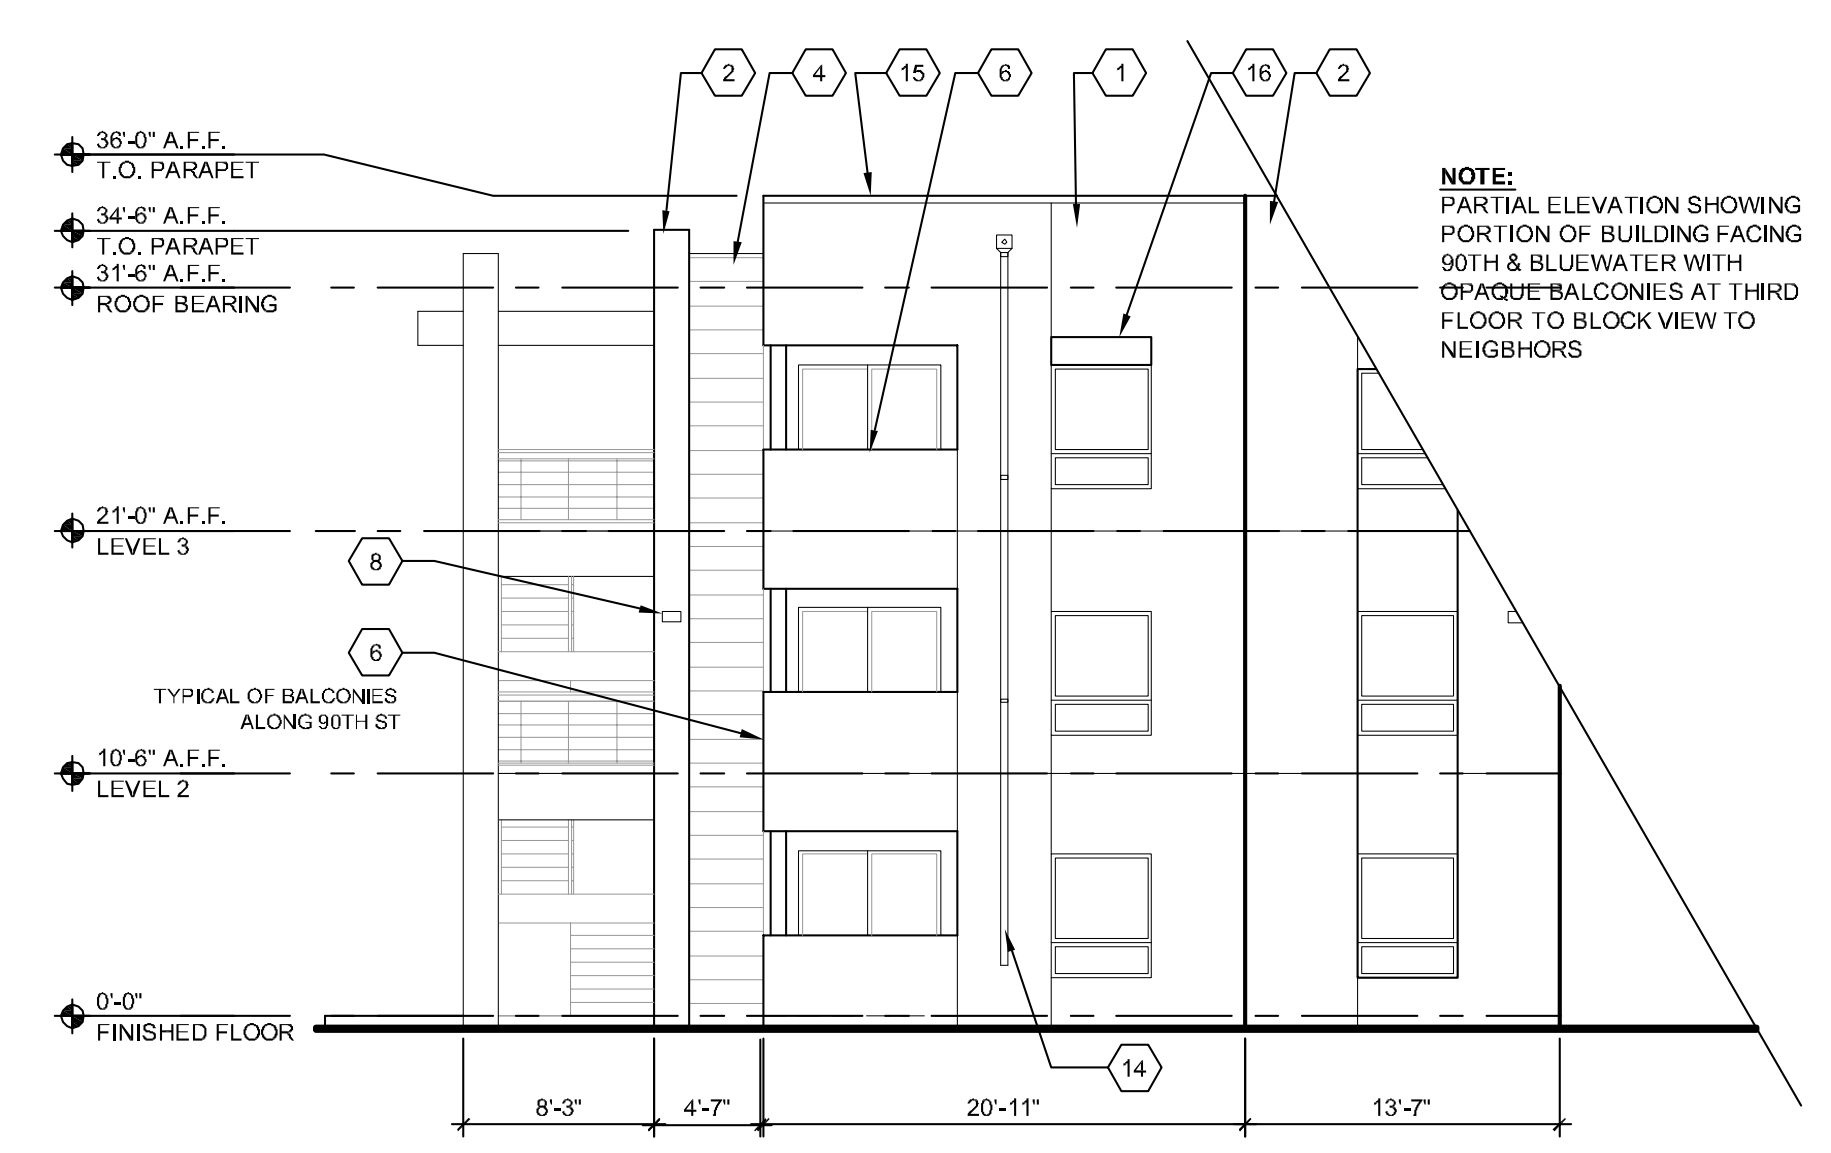 2
4
15
6
1
16
2
36'-0" A.F.F.
T.O. PARAPET
34'-6" A.F.F.
T.O. PARAPET
31'-6" A.F.F.
ROOF BEARING
NOTE:
PARTIAL ELEVATION SHOWING
PORTION OF BUILDING FACING
90TH & BLUEWATER WITH
OPAQUE BALCONIES AT THIRD
FLOOR TO BLOCK VIEW TO
NEIGBHORS
21'-0" A.F.F.
LEVEL 3
8
6
TYPICAL OF BALCONIES
ALONG 90TH ST
10'-6" A.F.F.
LEVEL 2
0'-0"
FINISHED FLOOR
14
8'-3"
4'-7"
20'-11"
13'-7"